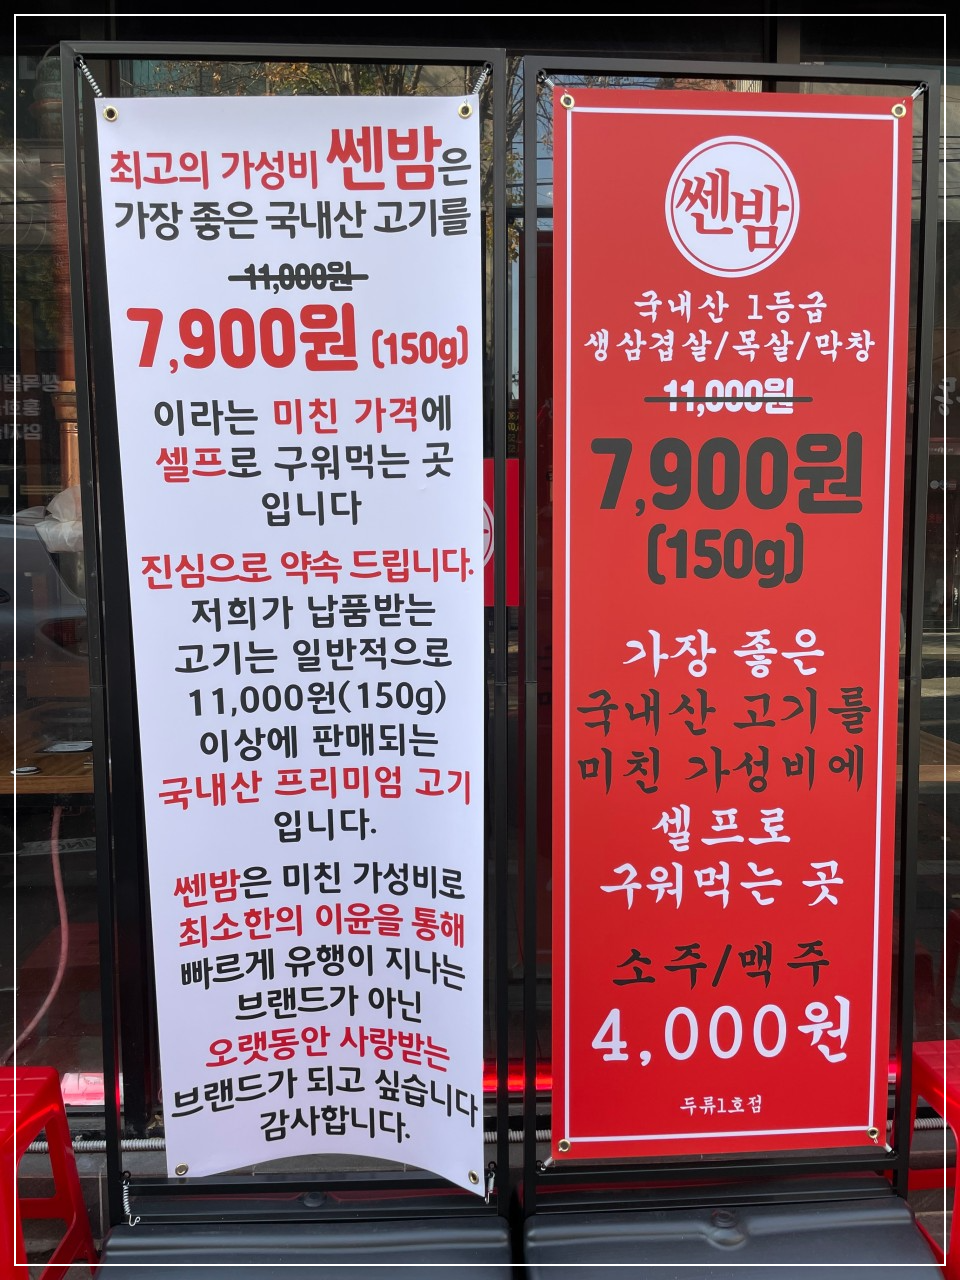 최고의 가성비 쎈밤은
가장 좋은 국내산 고기를
11,000원
7,900원 (150g)
이라는 미친 가격에
셀프로 구워먹는 곳
입니다
진심으로 약속 드립니다.
저희가 납품받는
고기는 일반적으로
11,000원(150g)
이상에 판매되는
국내산 프리미엄 고기
입니다.
쎈밤은 미친 가성비로
최소한의 이윤을 통해
빠르게 유행이 지나는
브랜드가 아닌
오랫동안 사랑받는
브랜드가 되고 싶습니다
감사합니다.
쎈밤
국내산 1등급
생삼겹살/목살/막창
11,000원
7,900원
(150g)
가장 좋은
국내산 고기를
미친 가성비에
셀프로
구워먹는 곳
소주/맥주
4,000원
두류1호점